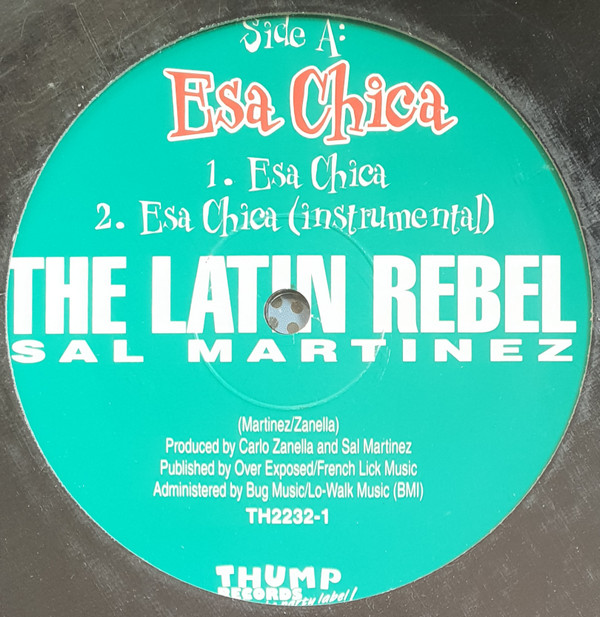 Side A:
Esa Chica
1. Esa Chica
2. Esa Chica (instrumental)
THE LATIN REBEL
SAL MARTINEZ
(Martinez/Zanella)
Produced by Carlo Zanella and Sal Martinez
Published by Over Exposed/French Lick Music
Administered by Bug Music/Lo-Walk Music (BMI)
TH2232-1
THUMP
RECORDS
label!